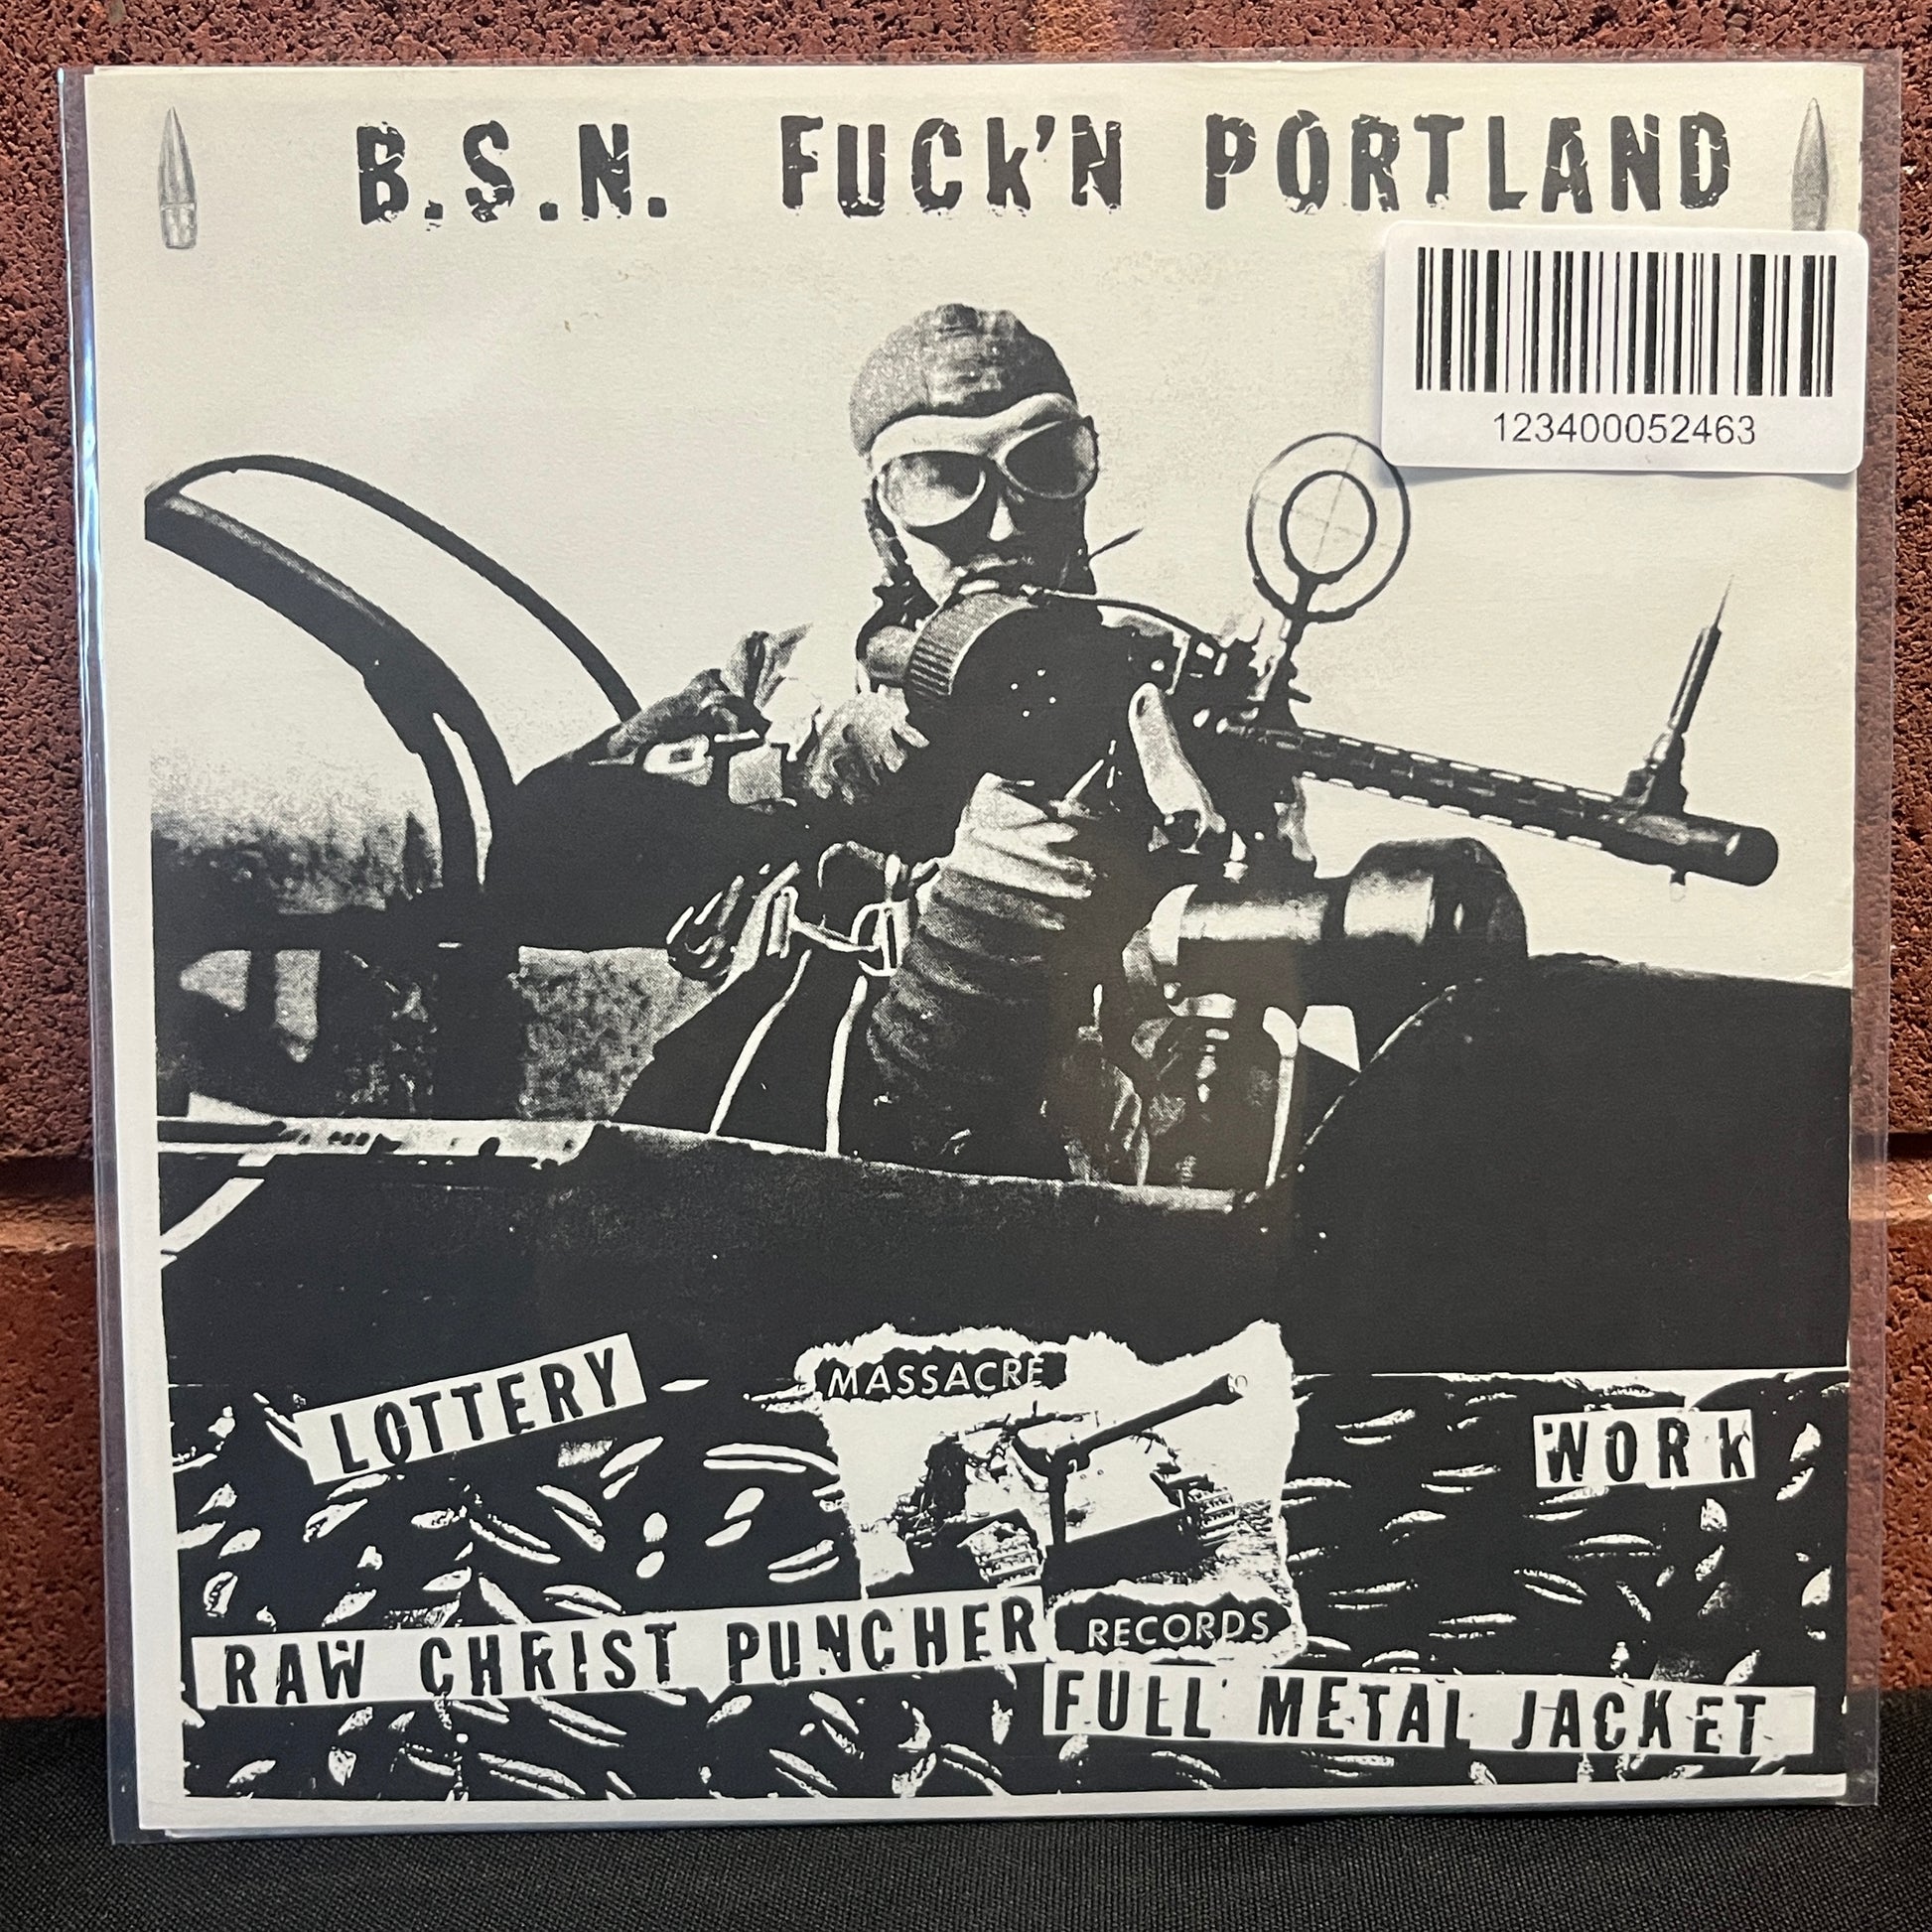 B.S.N. FUCK'N PORTLAND
123400052463
LOTTERY
MASSACRE
WORK
RAW CHRIST PUNCHER
RECORDS
FULL METAL JACKET